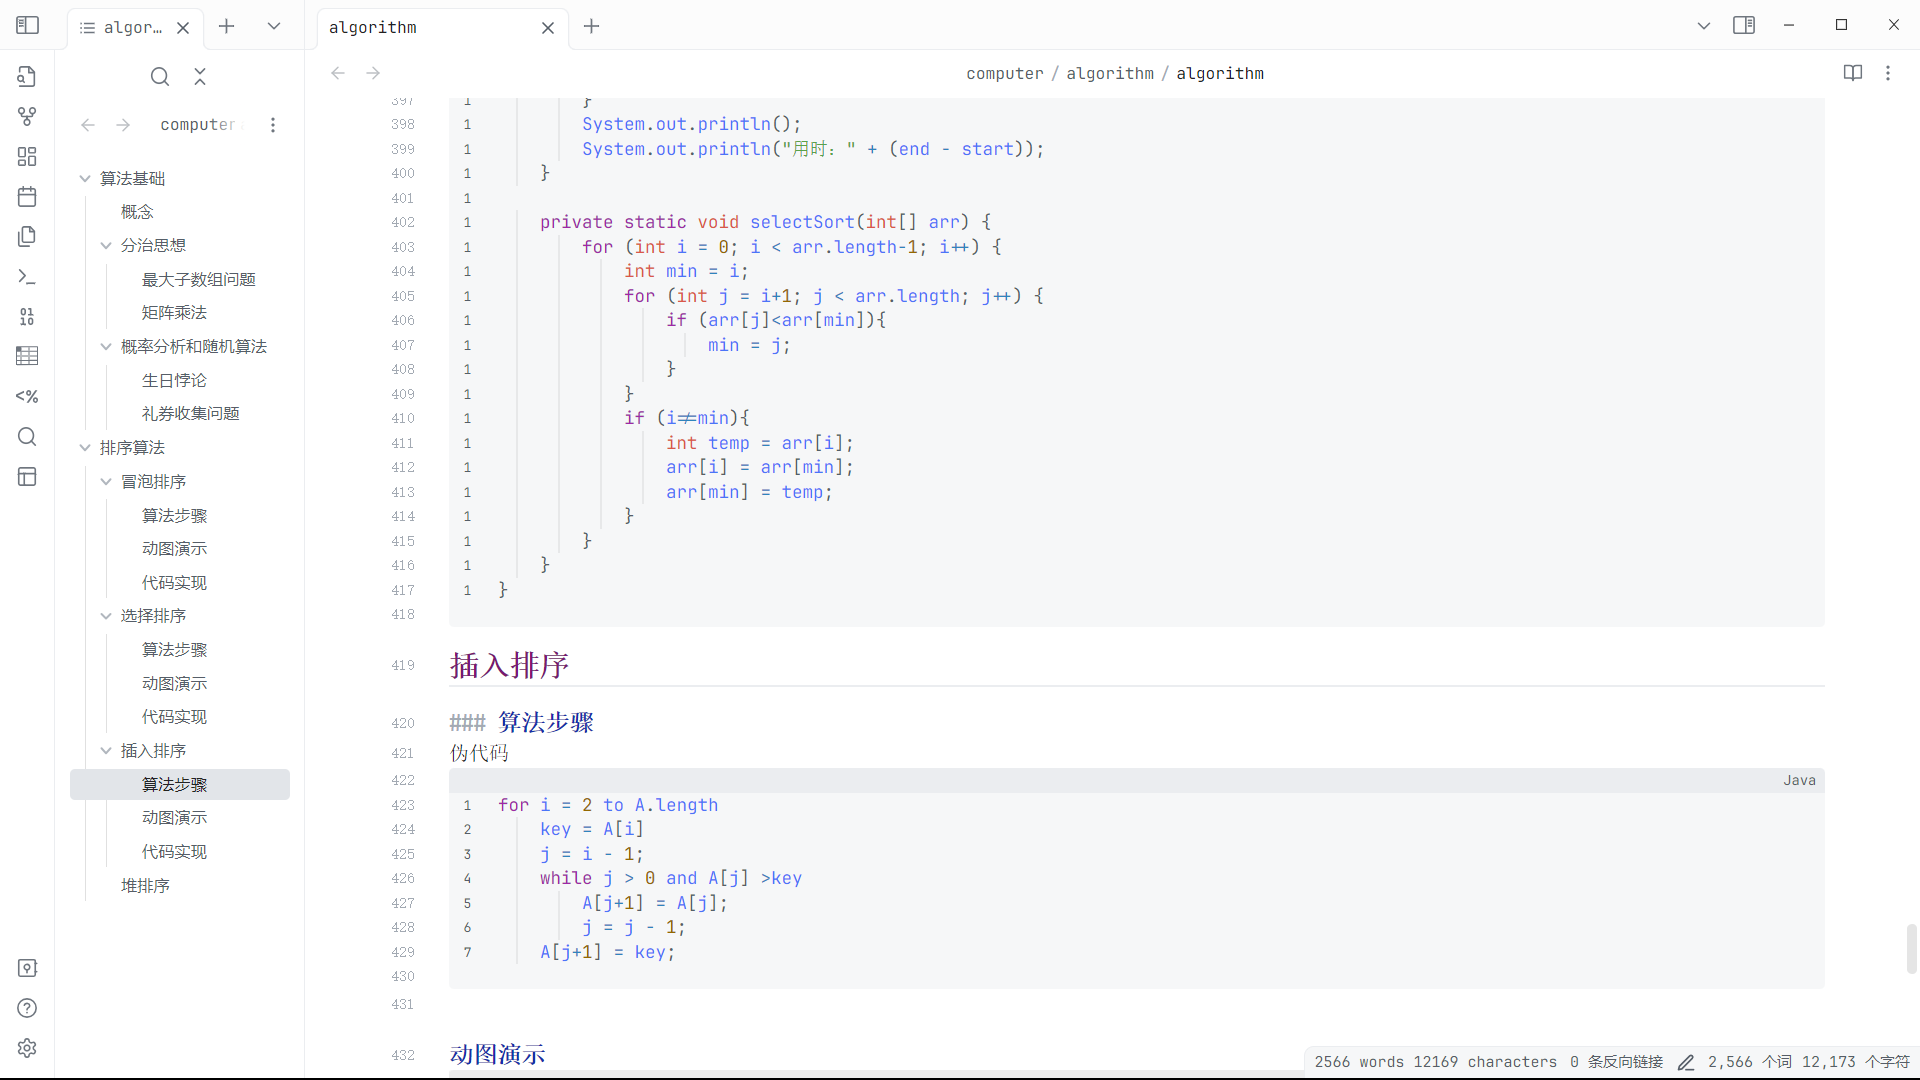 algor...
algorithm
computer / algorithm / algorithm
computer
算法基础
概念
分治思想
最大子数组问题
矩阵乘法
概率分析和随机算法
生日悖论
礼券收集问题
排序算法
冒泡排序
算法步骤
动图演示
代码实现
选择排序
算法步骤
动图演示
代码实现
插入排序
算法步骤
动图演示
代码实现
堆排序
397 1 }
398 1 System.out.println();
399 1 System.out.println("用时：" + (end - start));
400 1 }
401 1
402 1 private static void selectSort(int[] arr) {
403 1 for (int i = 0; i < arr.length-1; i++) {
404 1 int min = i;
405 1 for (int j = i+1; j < arr.length; j++) {
406 1 if (arr[j]<arr[min]){
407 1 min = j;
408 1 }
409 1 }
410 1 if (i≠min){
411 1 int temp = arr[i];
412 1 arr[i] = arr[min];
413 1 arr[min] = temp;
414 1 }
415 1 }
416 1 }
417 1 }
418
419 插入排序
420 ### 算法步骤
421 伪代码
422 Java
423 1 for i = 2 to A.length
424 2 key = A[i]
425 3 j = i - 1;
426 4 while j > 0 and A[j] >key
427 5 A[j+1] = A[j];
428 6 j = j - 1;
429 7 A[j+1] = key;
430
431
432 动图演示
2566 words 12169 characters 0 条反向链接 2,566 个词 12,173 个字符